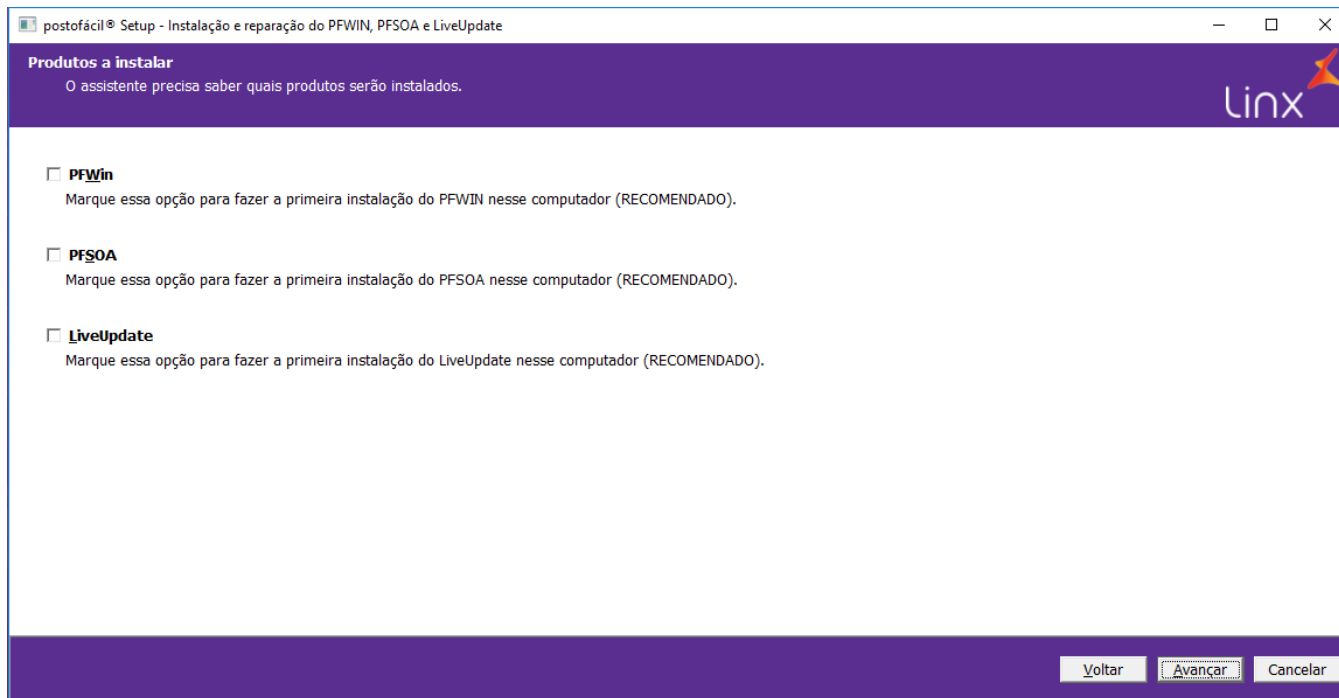 postofácil® Setup - Instalação e reparação do PFWIN, PFSOA e LiveUpdate
Produtos a instalar
O assistente precisa saber quais produtos serão instalados.
Linx
PFWin
Marque essa opção para fazer a primeira instalação do PFWIN nesse computador (RECOMENDADO).
PFSOA
Marque essa opção para fazer a primeira instalação do PFSOA nesse computador (RECOMENDADO).
LiveUpdate
Marque essa opção para fazer a primeira instalação do LiveUpdate nesse computador (RECOMENDADO).
Voltar Avançar Cancelar